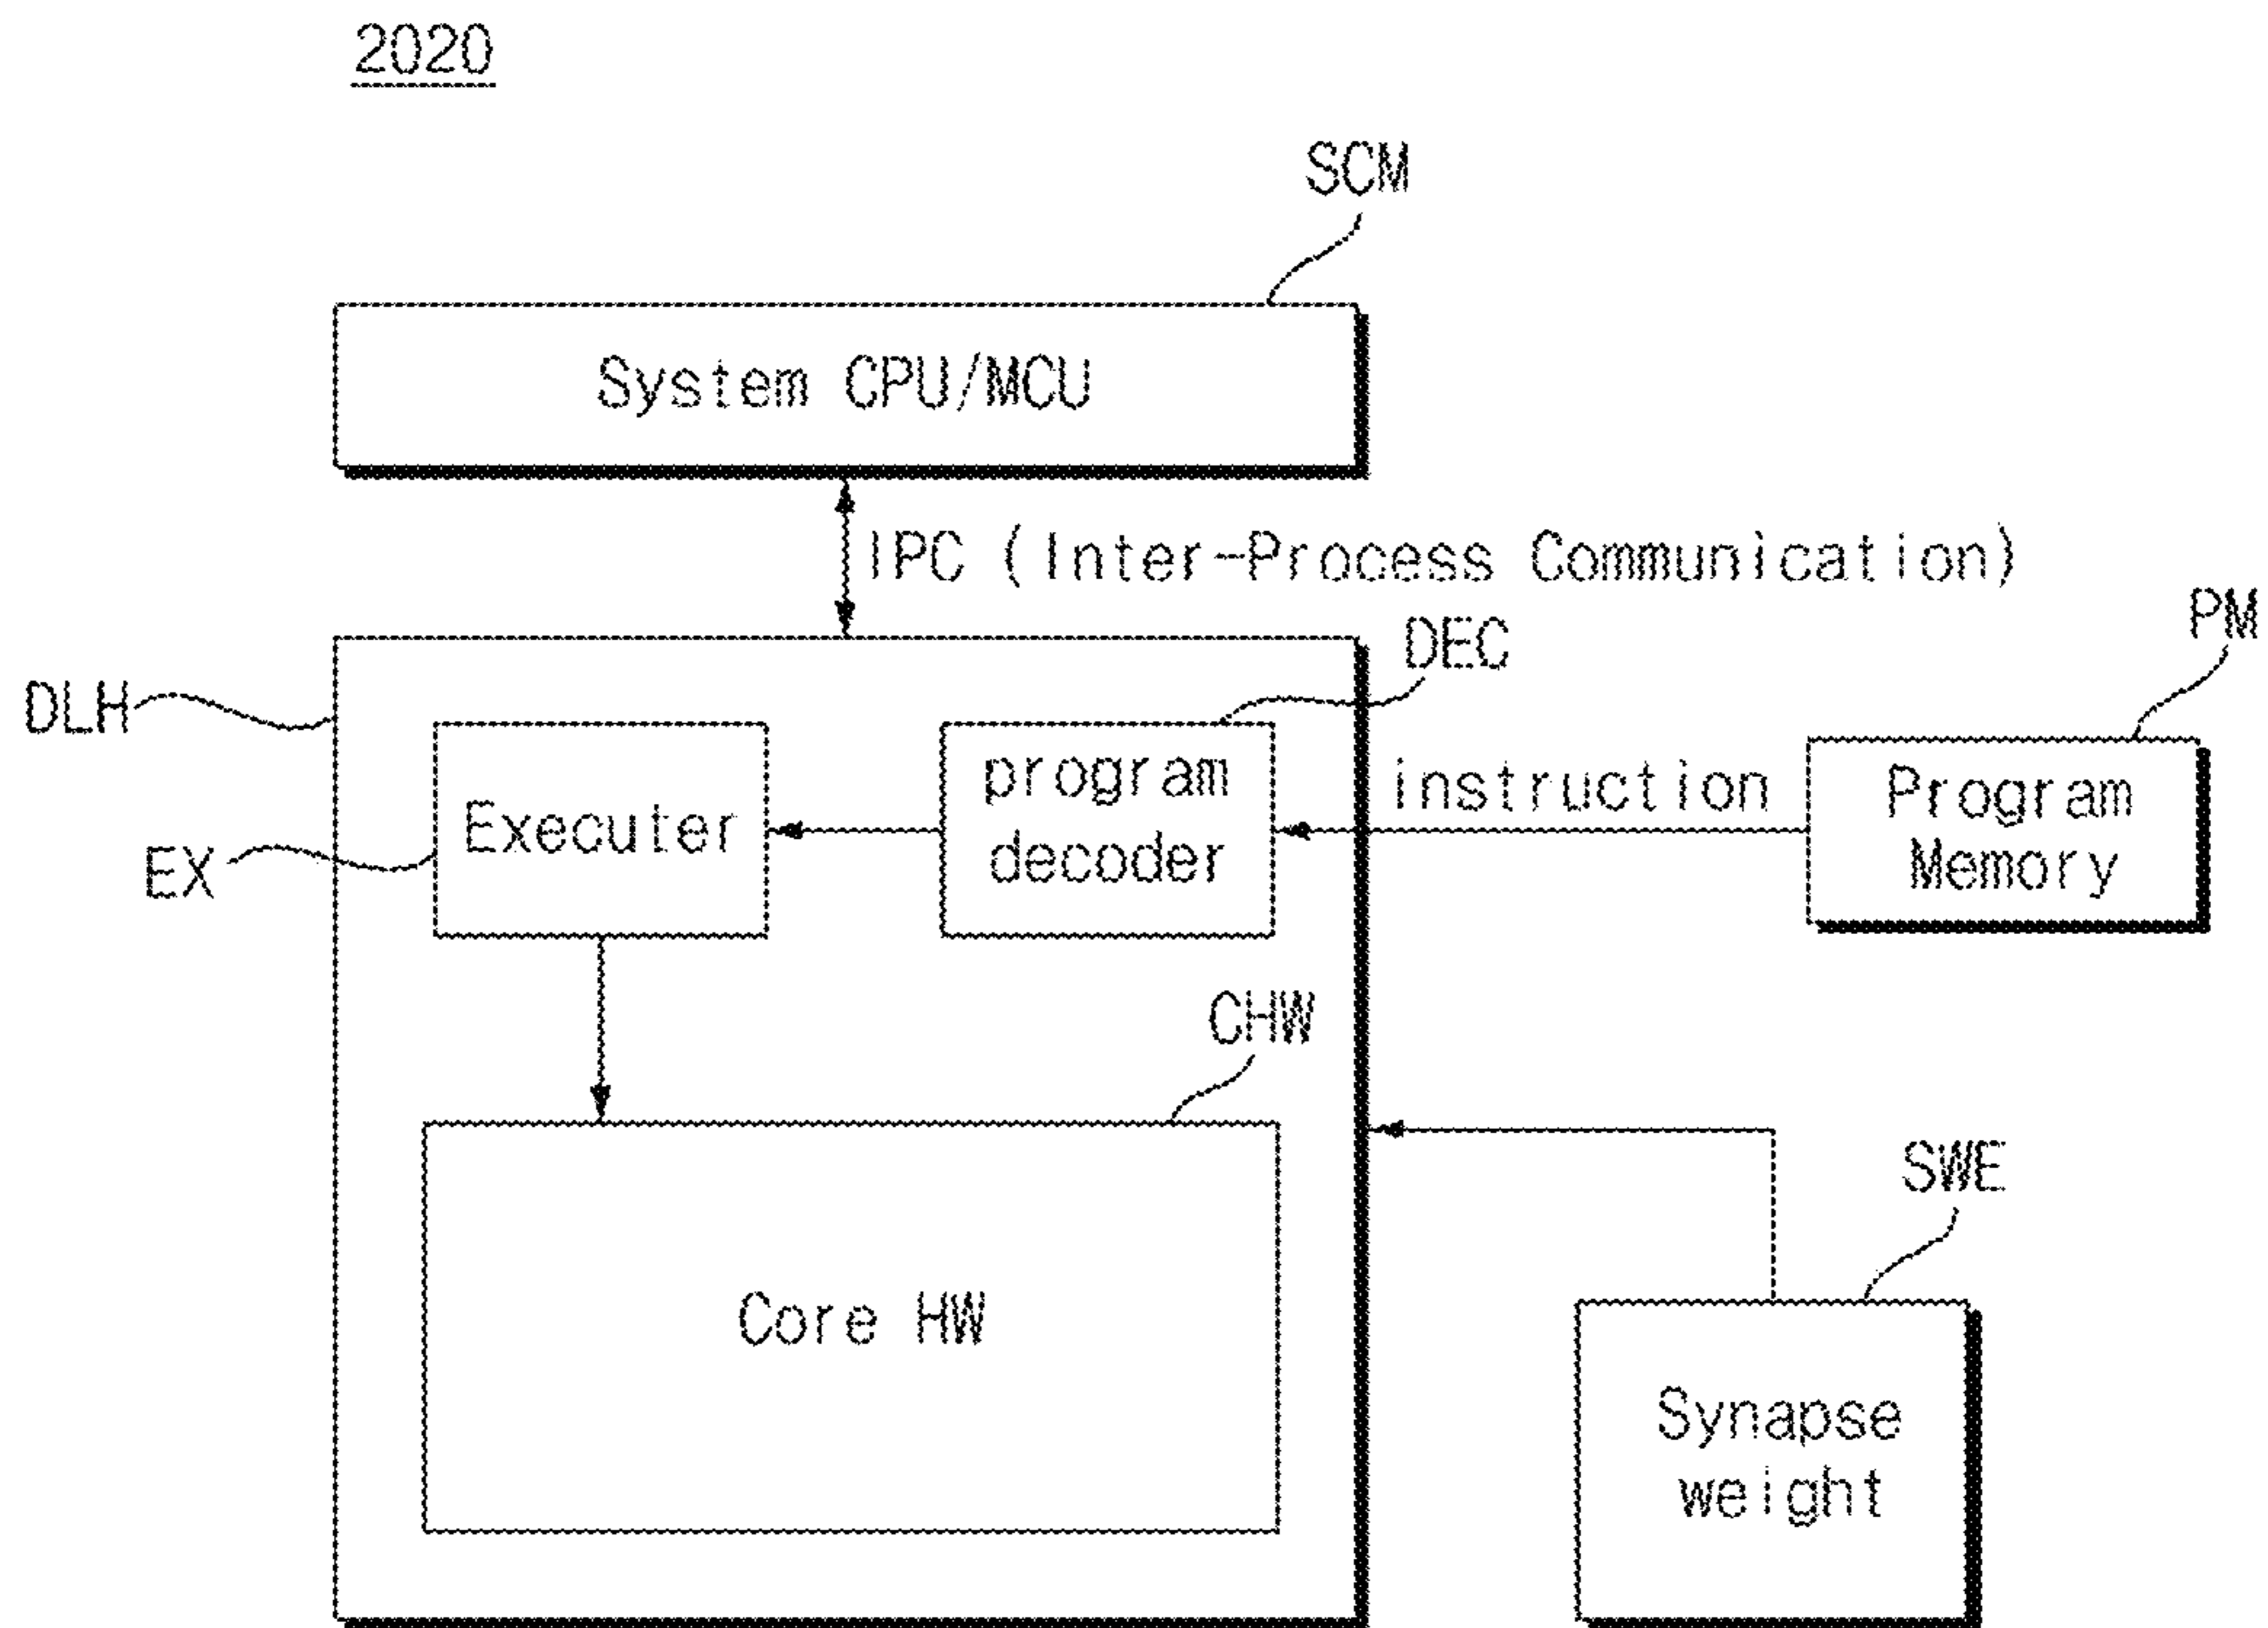 2020
SCM
System CPU/MCU
IPC (Inter-Process Communication)
PM
DEC
DLH
program
decoder
instruction
Program
Memory
Executer
EX
CHW
Core HW
SWE
Synapse
weight